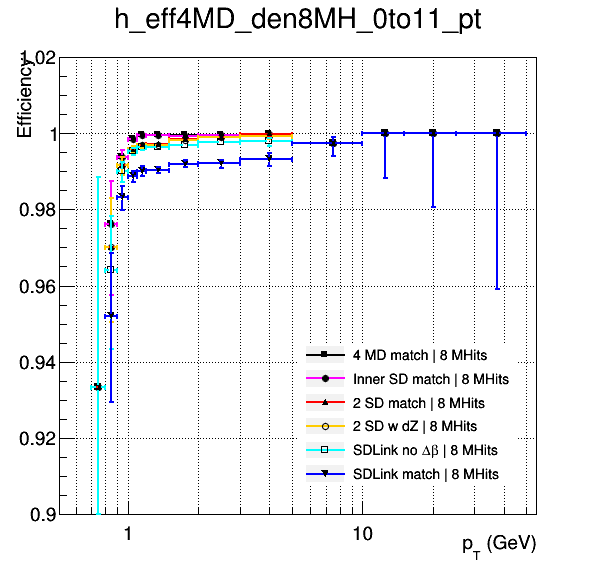 h_eff4MD_den8MH_0to11_pt
Efficiency
1.02
1
0.98
0.96
0.94
0.92
0.9
4 MD match | 8 MHits
Inner SD match | 8 MHits
2 SD match | 8 MHits
2 SD w dZ | 8 MHits
SDLink no Δβ | 8 MHits
SDLink match | 8 MHits
1
10
p_T (GeV)